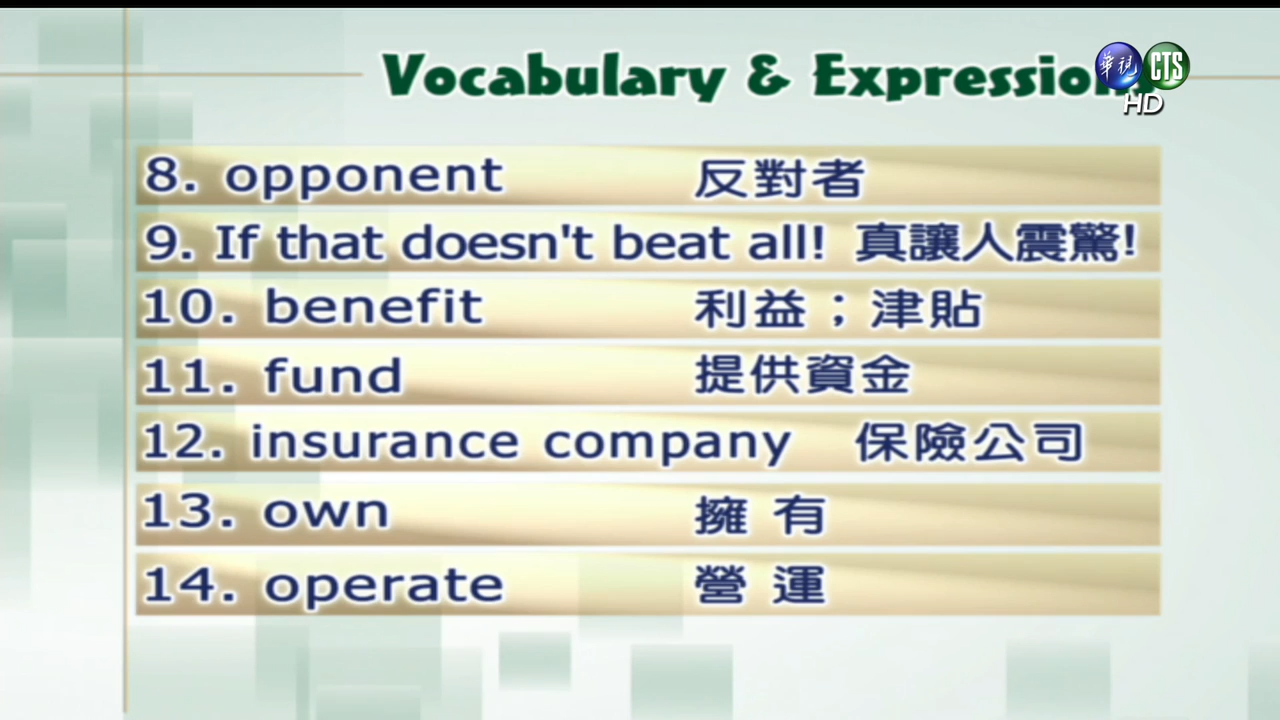 Vocabulary & Expression
華視 CTS
HD
8. opponent 反對者
9. If that doesn't beat all! 真讓人震驚!
10. benefit 利益；津貼
11. fund 提供資金
12. insurance company 保險公司
13. own 擁有
14. operate 營運